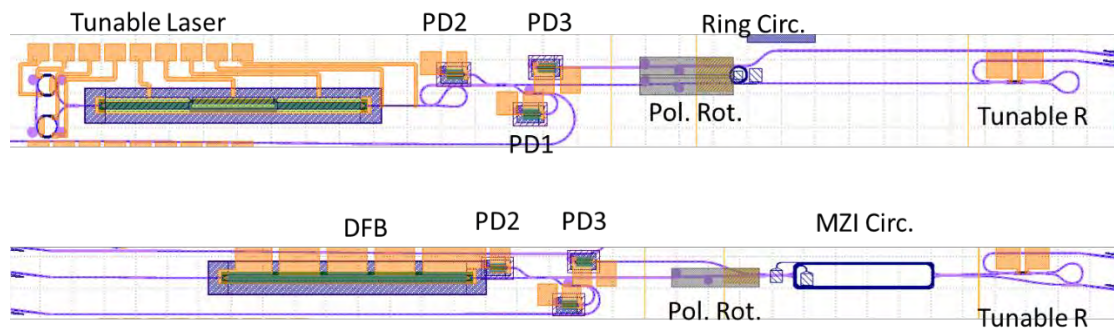 Tunable Laser
PD2
PD3
Ring Circ.
PD1
Pol. Rot.
Tunable R
DFB
PD2
PD3
MZI Circ.
Pol. Rot.
Tunable R